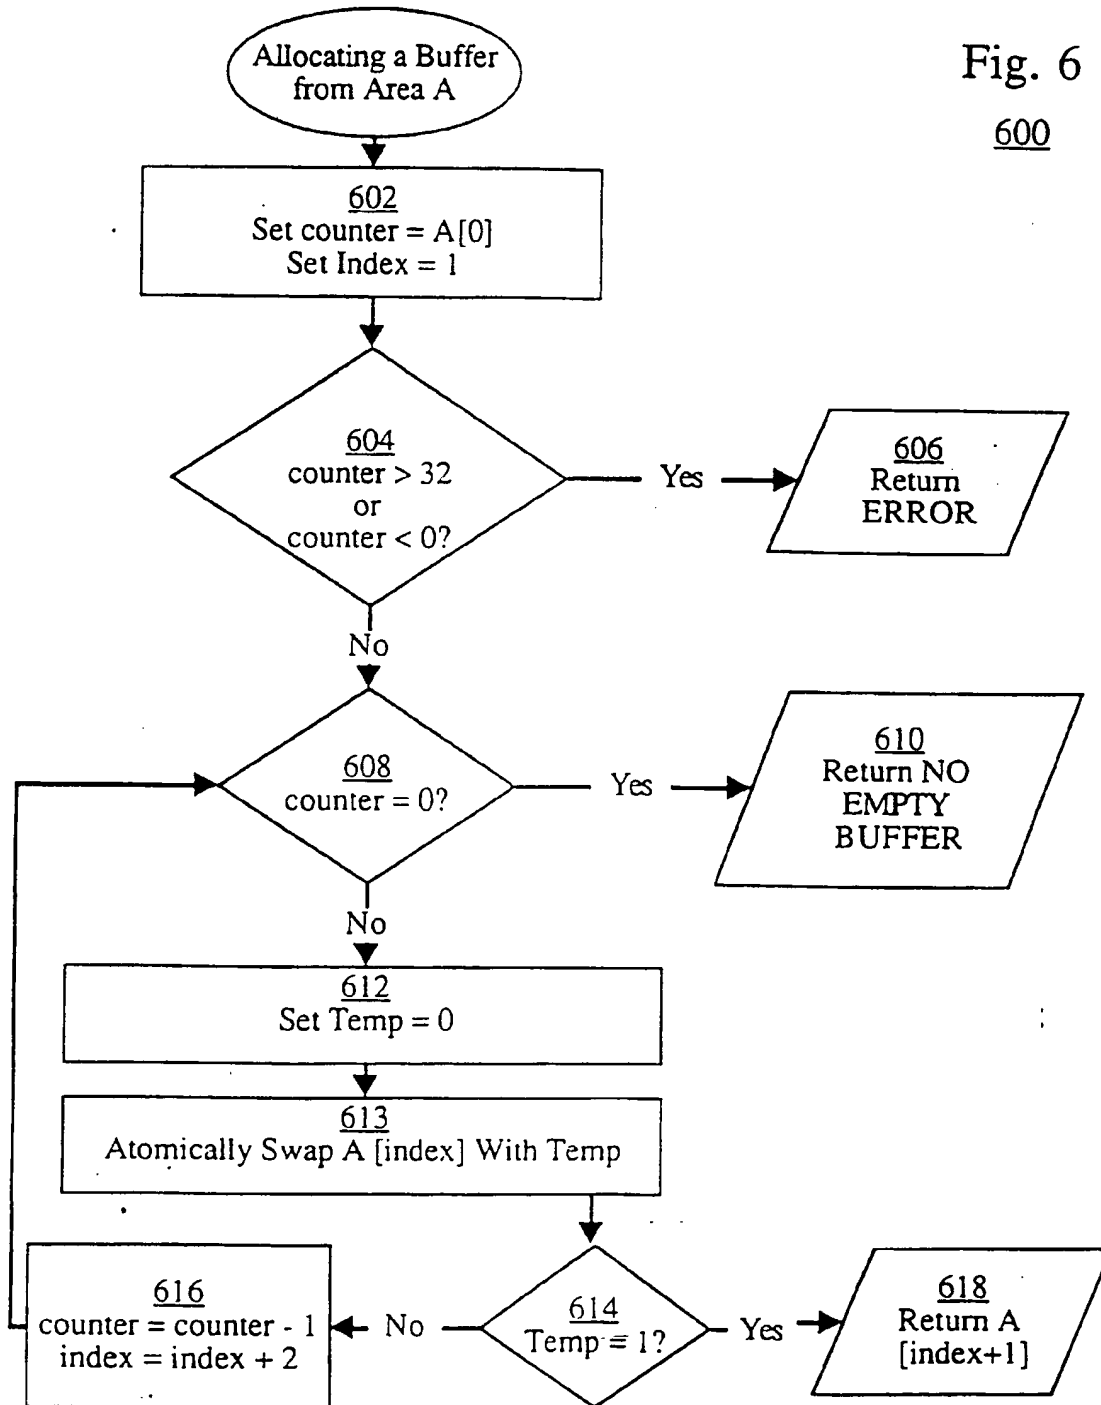 Allocating a Buffer
from Area A
Fig. 6
600
602
Set counter = A[0]
Set Index = 1
604
counter > 32
or
counter < 0?
Yes
606
Return
ERROR
No
608
counter = 0?
Yes
610
Return NO
EMPTY
BUFFER
No
612
Set Temp = 0
613
Atomically Swap A [index] With Temp
614
Temp = 1?
No
616
counter = counter - 1
index = index + 2
Yes
618
Return A
[index+1]